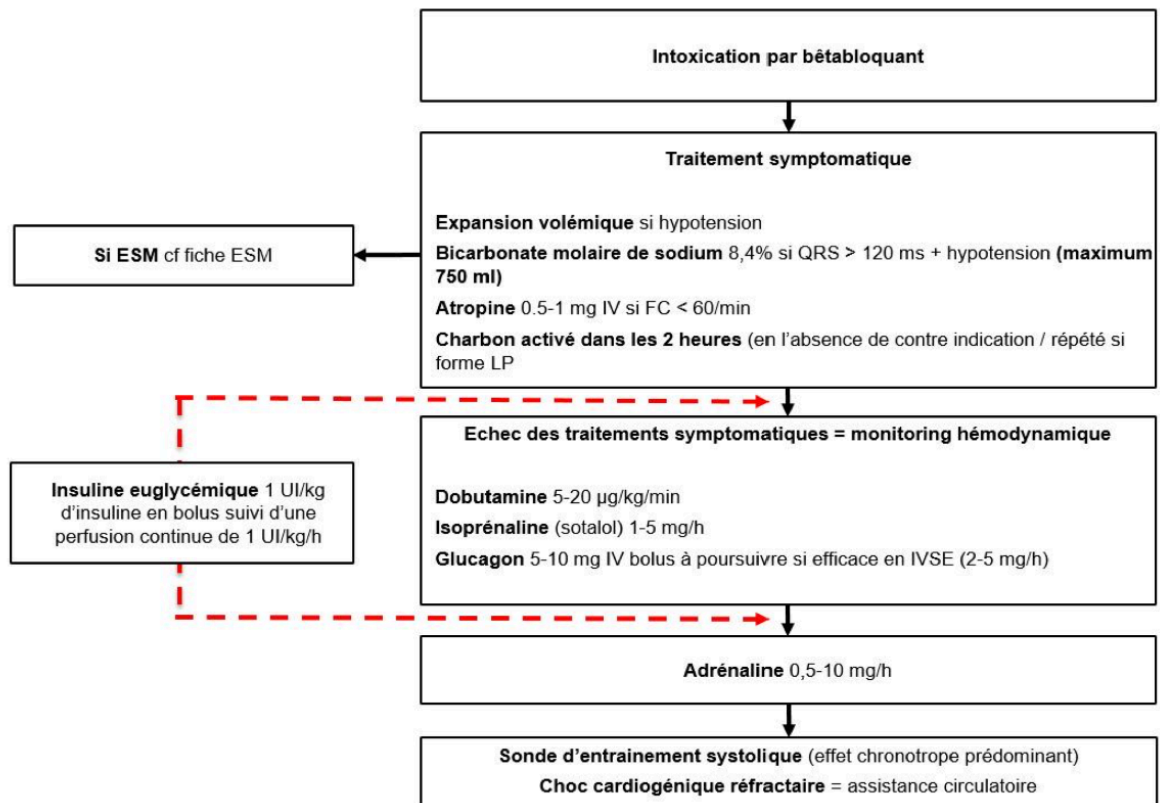 Intoxication par bêtabloquant
Traitement symptomatique
Expansion volémique si hypotension
Bicarbonate molaire de sodium 8,4% si QRS > 120 ms + hypotension (maximum
750 ml)
Atropine 0.5-1 mg IV si FC < 60/min
Charbon activé dans les 2 heures (en l'absence de contre indication / répété si
forme LP
Si ESM cf fiche ESM
Echec des traitements symptomatiques = monitoring hémodynamique
Dobutamine 5-20 µg/kg/min
Isoprénaline (sotalol) 1-5 mg/h
Glucagon 5-10 mg IV bolus à poursuivre si efficace en IVSE (2-5 mg/h)
Insuline euglycémique 1 UI/kg
d'insuline en bolus suivi d'une
perfusion continue de 1 UI/kg/h
Adrénaline 0,5-10 mg/h
Sonde d'entrainement systolique (effet chronotrope prédominant)
Choc cardiogénique réfractaire = assistance circulatoire